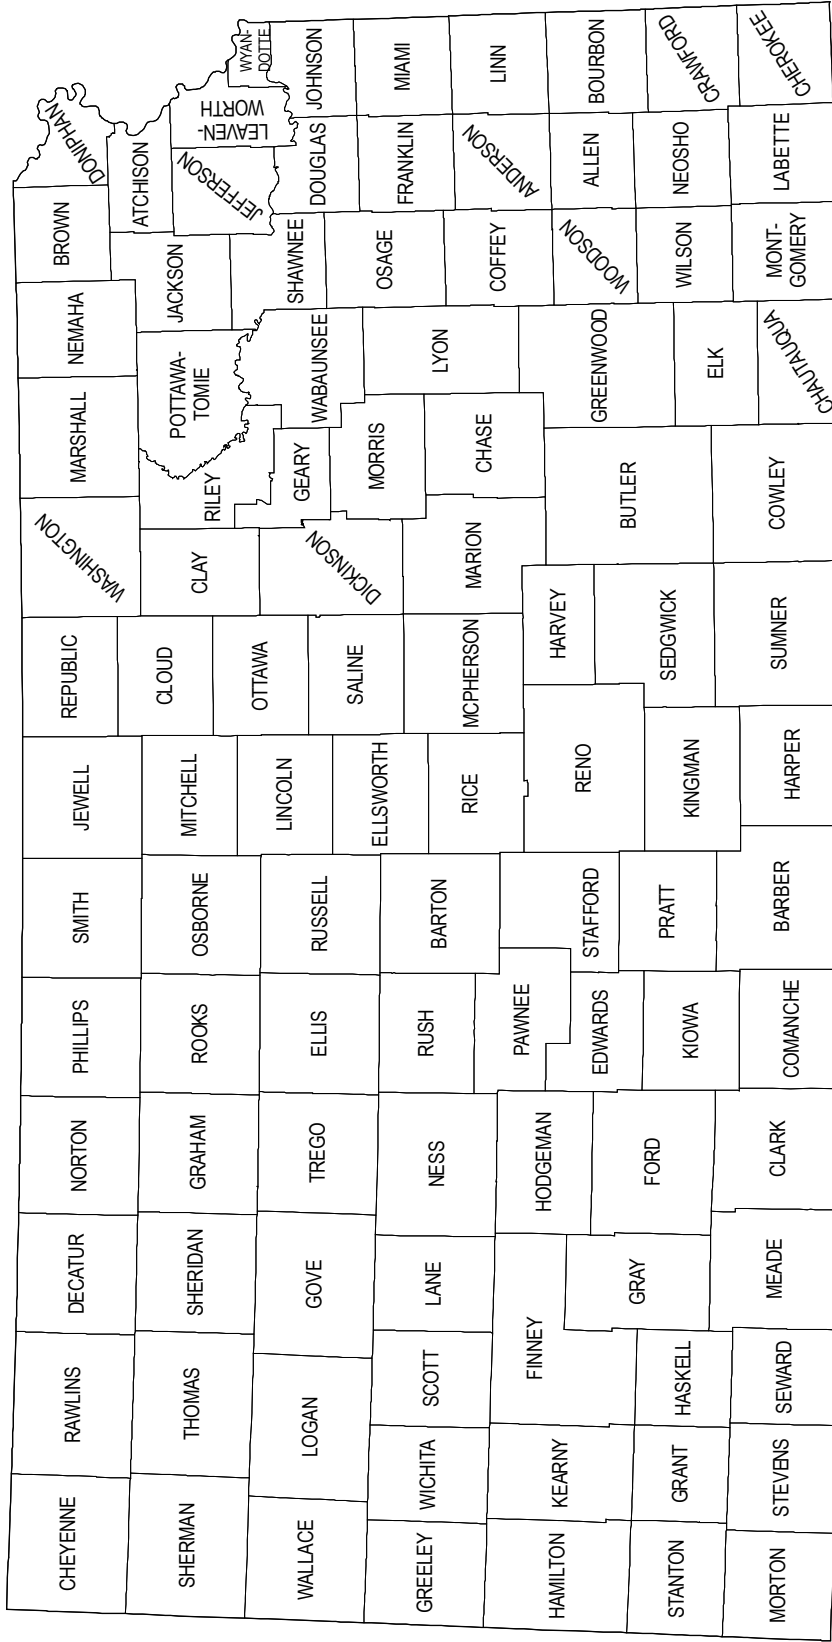 CHEYENNE
RAWLINS
DECATUR
NORTON
PHILLIPS
SMITH
JEWELL
REPUBLIC
WASHINGTON
MARSHALL
NEMAHA
BROWN
DONIPHAN
SHERMAN
THOMAS
SHERIDAN
GRAHAM
ROOKS
OSBORNE
MITCHELL
CLOUD
CLAY
RILEY
POTTAWA-
TOMIE
JACKSON
ATCHISON
JEFFERSON
LEAVEN-
WORTH
WYAN-
DOTTE
WALLACE
LOGAN
GOVE
TREGO
ELLIS
RUSSELL
LINCOLN
OTTAWA
DICKINSON
GEARY
WABAUNSEE
SHAWNEE
DOUGLAS
JOHNSON
ELLSWORTH
SALINE
MORRIS
OSAGE
FRANKLIN
MIAMI
GREELEY
WICHITA
SCOTT
LANE
NESS
RUSH
BARTON
RICE
MCPHERSON
MARION
CHASE
LYON
COFFEY
ANDERSON
LINN
HAMILTON
KEARNY
FINNEY
HODGEMAN
PAWNEE
STAFFORD
RENO
HARVEY
BUTLER
GREENWOOD
WOODSON
ALLEN
BOURBON
GRAY
FORD
EDWARDS
STANTON
GRANT
HASKELL
KIOWA
PRATT
KINGMAN
SEDGWICK
ELK
WILSON
NEOSHO
CRAWFORD
MORTON
STEVENS
SEWARD
MEADE
CLARK
COMANCHE
BARBER
HARPER
SUMNER
COWLEY
CHAUTAUQUA
MONT-
GOMERY
LABETTE
CHEROKEE